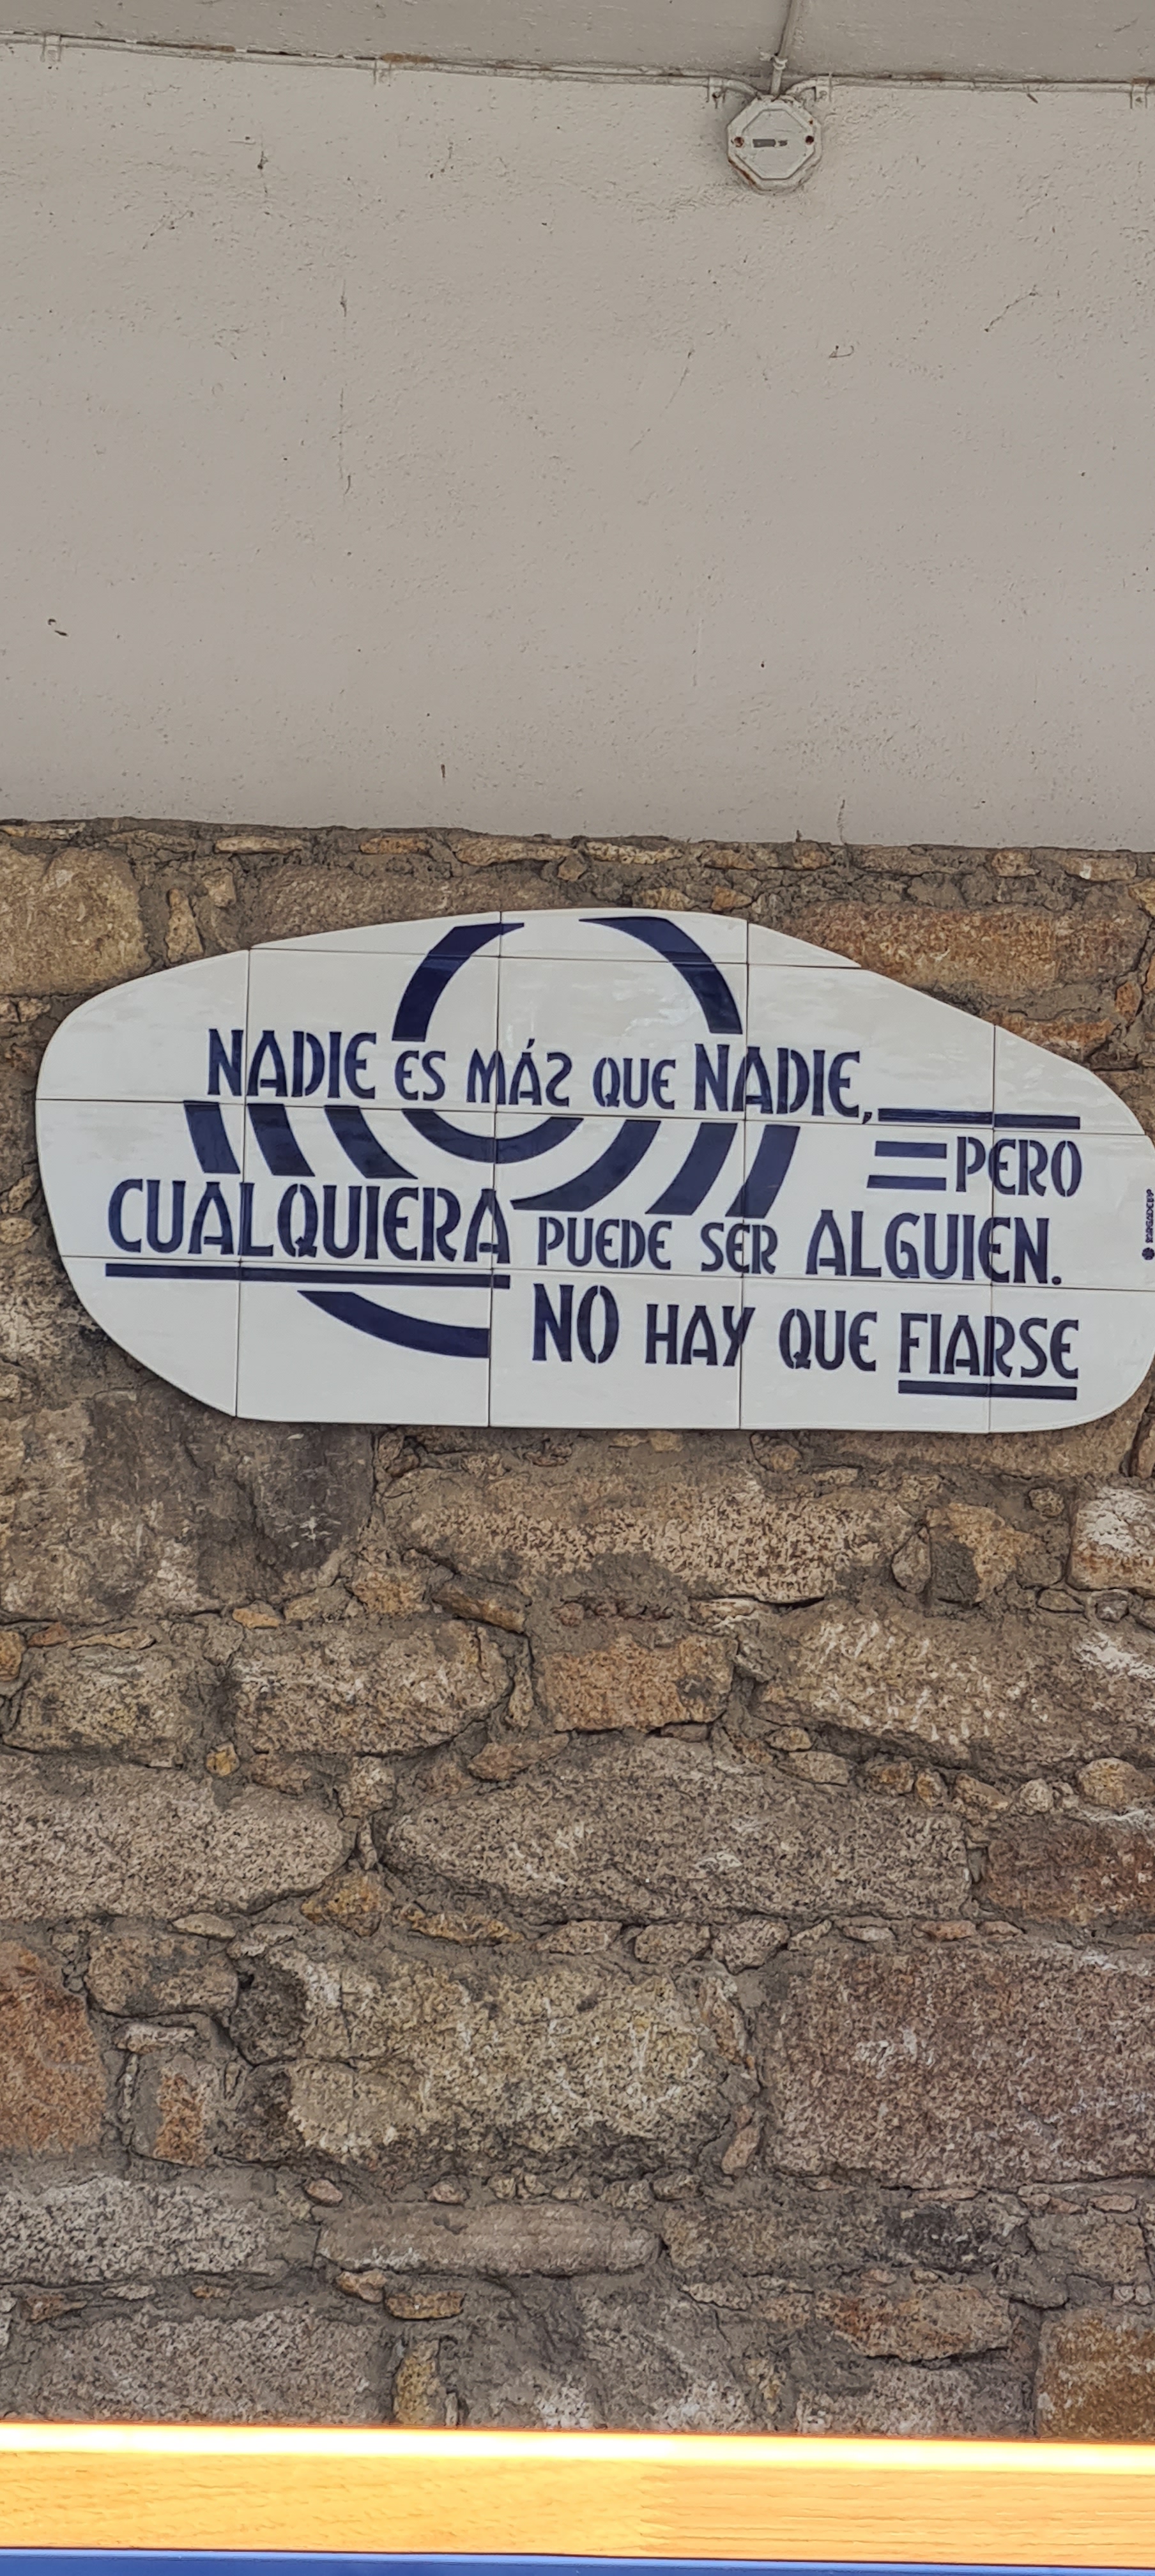 NADIE ES MÁS QUE NADIE,
PERO
CUALQUIERA PUEDE SER ALGUIEN.
NO HAY QUE FIARSE